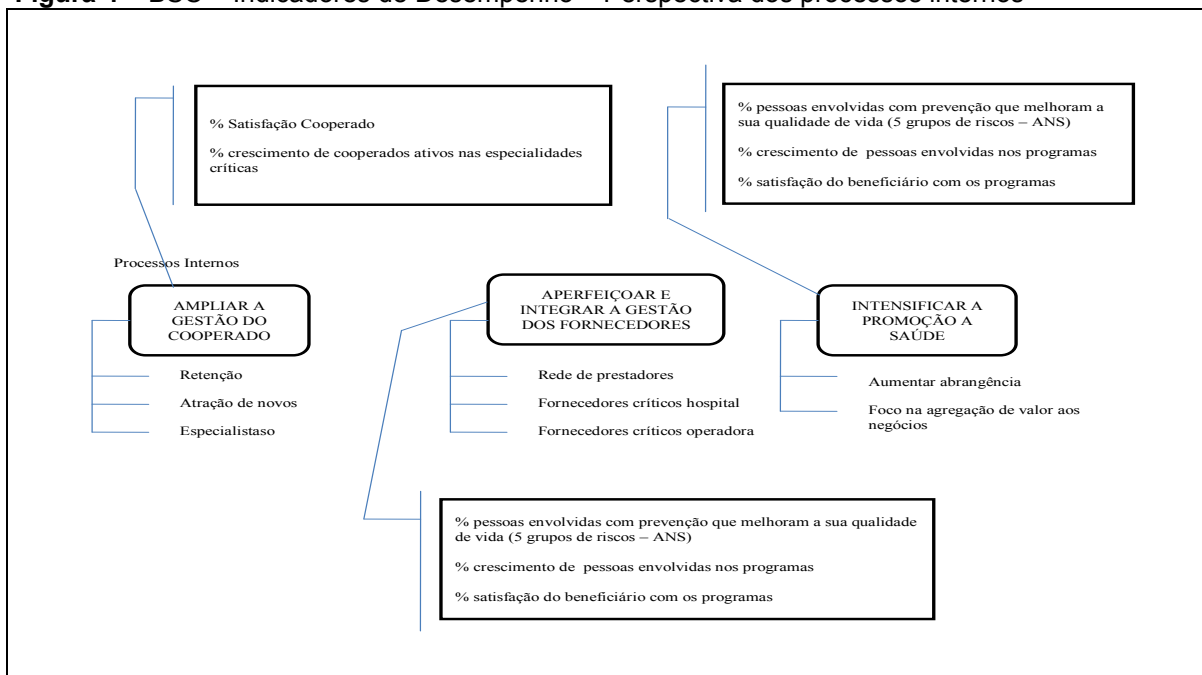 % Satisfação Cooperado
% crescimento de cooperados ativos nas especialidades
críticas
% pessoas envolvidas com prevenção que melhoram a
sua qualidade de vida (5 grupos de riscos – ANS)
% crescimento de pessoas envolvidas nos programas
% satisfação do beneficiário com os programas
Processos Internos
AMPLIAR A
GESTÃO DO
COOPERADO
Retenção
Atração de novos
Especialistaso
APERFEIÇOAR E
INTEGRAR A GESTÃO
DOS FORNECEDORES
Rede de prestadores
Fornecedores críticos hospital
Fornecedores críticos operadora
INTENSIFICAR A
PROMOÇÃO A
SAÚDE
Aumentar abrangência
Foco na agregação de valor aos
negócios
% pessoas envolvidas com prevenção que melhoram a sua qualidade
de vida (5 grupos de riscos – ANS)
% crescimento de pessoas envolvidas nos programas
% satisfação do beneficiário com os programas